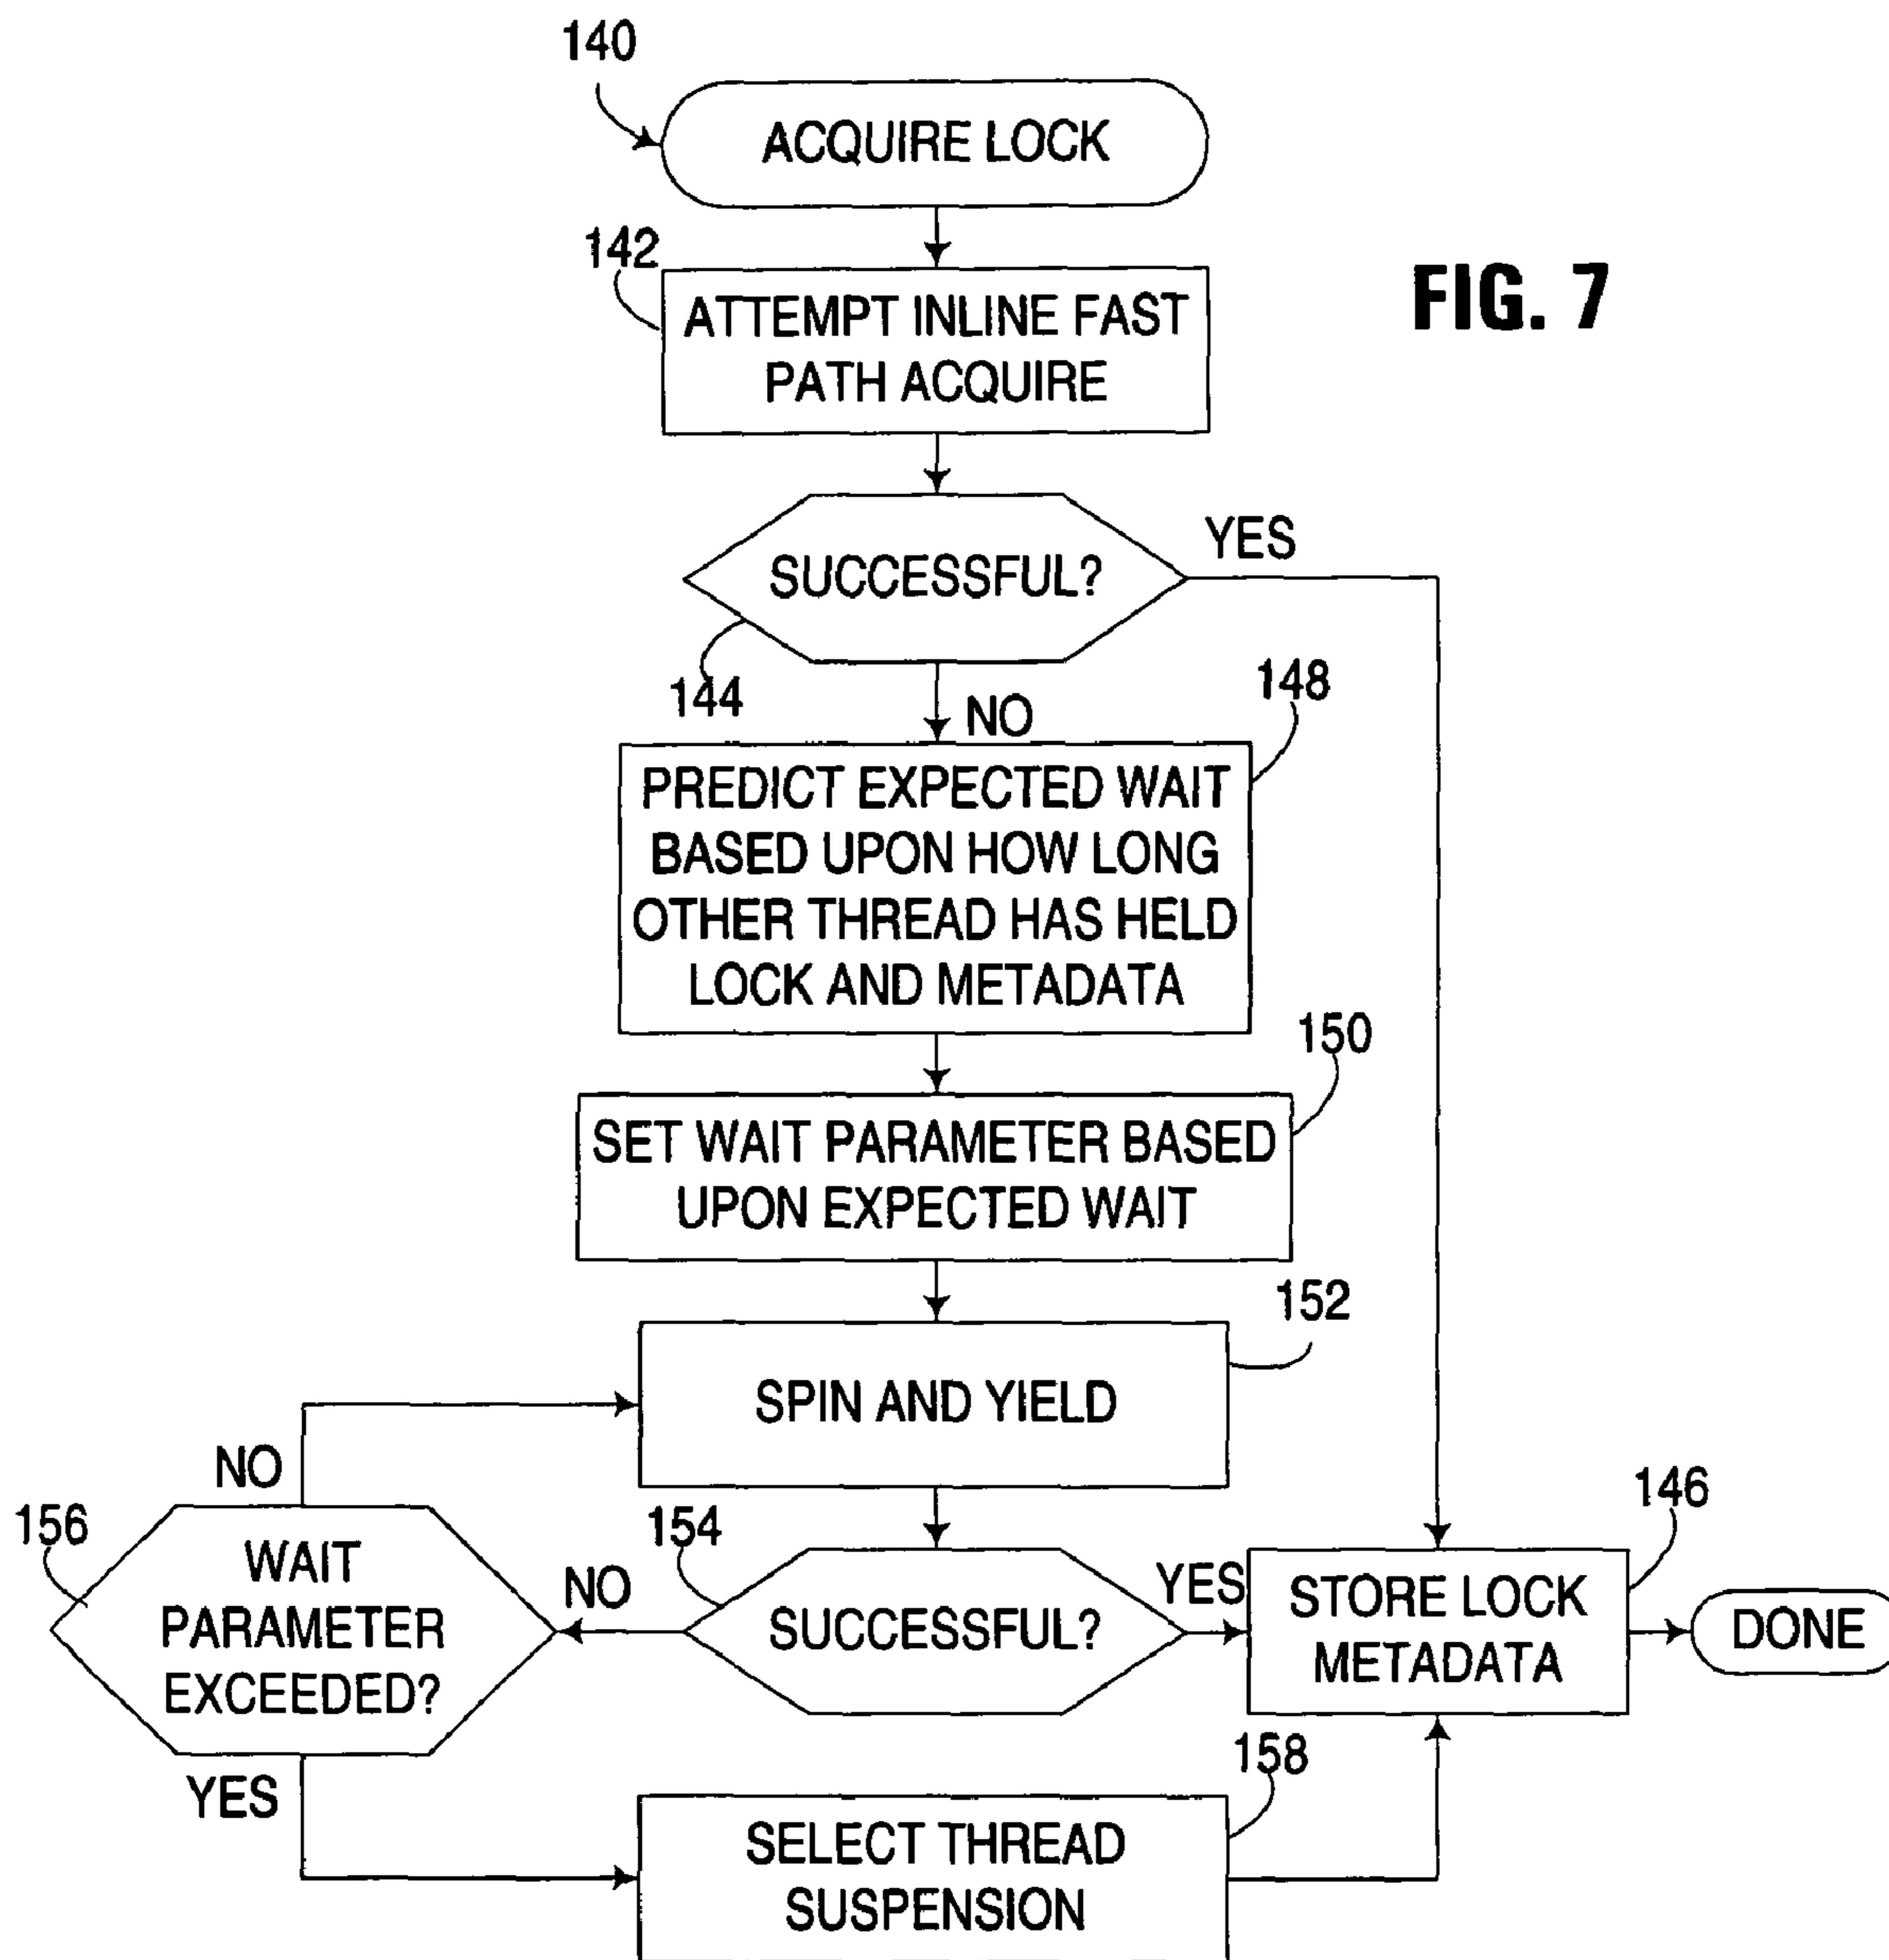 140
ACQUIRE LOCK
142
ATTEMPT INLINE FAST
PATH ACQUIRE
FIG. 7
SUCCESSFUL?
YES
144
NO
148
PREDICT EXPECTED WAIT
BASED UPON HOW LONG
OTHER THREAD HAS HELD
LOCK AND METADATA
150
SET WAIT PARAMETER BASED
UPON EXPECTED WAIT
152
SPIN AND YIELD
NO
156
WAIT
PARAMETER
EXCEEDED?
NO
154
SUCCESSFUL?
YES
146
STORE LOCK
METADATA
DONE
YES
158
SELECT THREAD
SUSPENSION